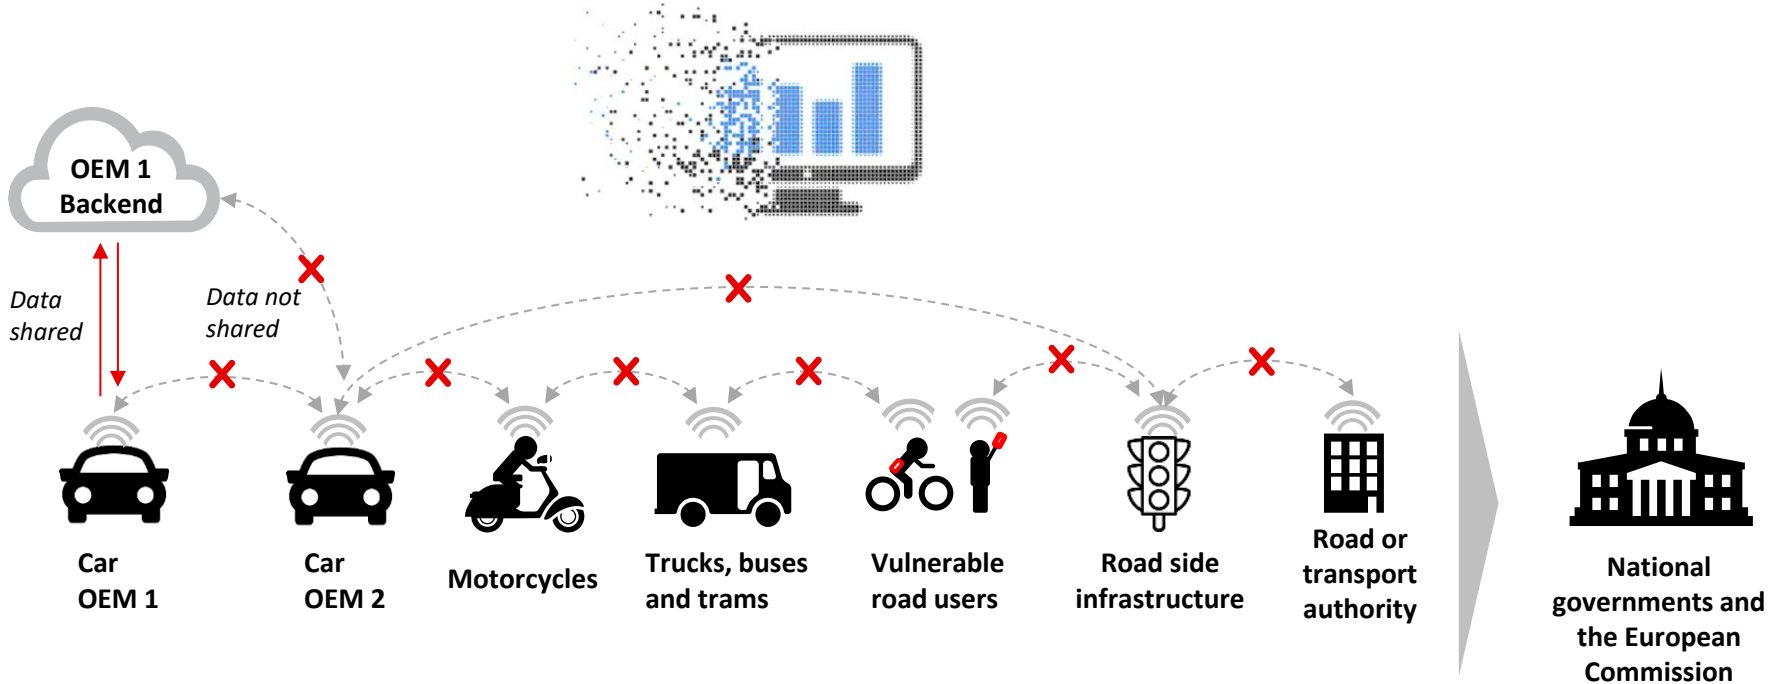 OEM 1
Backend
Data
shared
Data not
shared
Car
OEM 1
Car
OEM 2
Motorcycles
Trucks, buses
and trams
Vulnerable
road users
Road side
infrastructure
Road or
transport
authority
National
governments and
the European
Commission